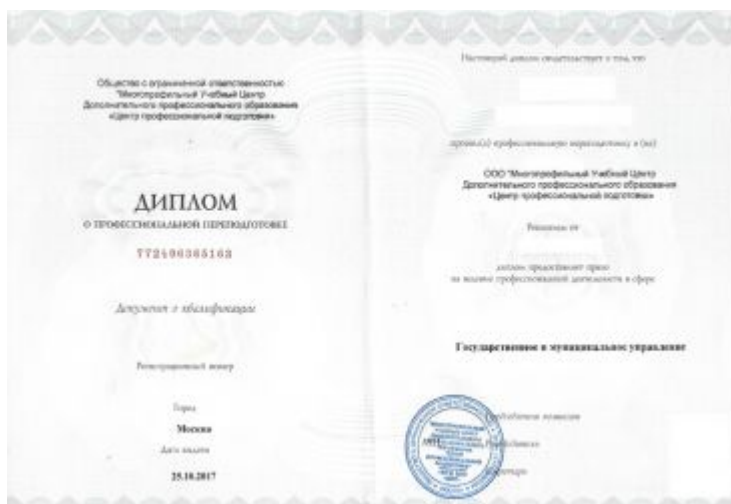 Общество с ограниченной ответственностью
"Многопрофильный Учебный Центр
Дополнительного профессионального образования
«Центр профессиональной подготовки»
ДИПЛОМ
О ПРОФЕССИОНАЛЬНОЙ ПЕРЕПОДГОТОВКЕ
Документ о квалификации
Регистрационный номер
Город
Москва
Дата выдачи
25.10.2017
Настоящий диплом свидетельствует о том, что
прошел(а) профессиональную переподготовку в (на)
ООО "Многопрофильный Учебный Центр
Дополнительного профессионального образования
«Центр профессиональной подготовки»
Решением от
диплом предоставляет право
на ведение профессиональной деятельности в сфере
Государственное и муниципальное управление
Председатель комиссии
Руководитель
Секретарь